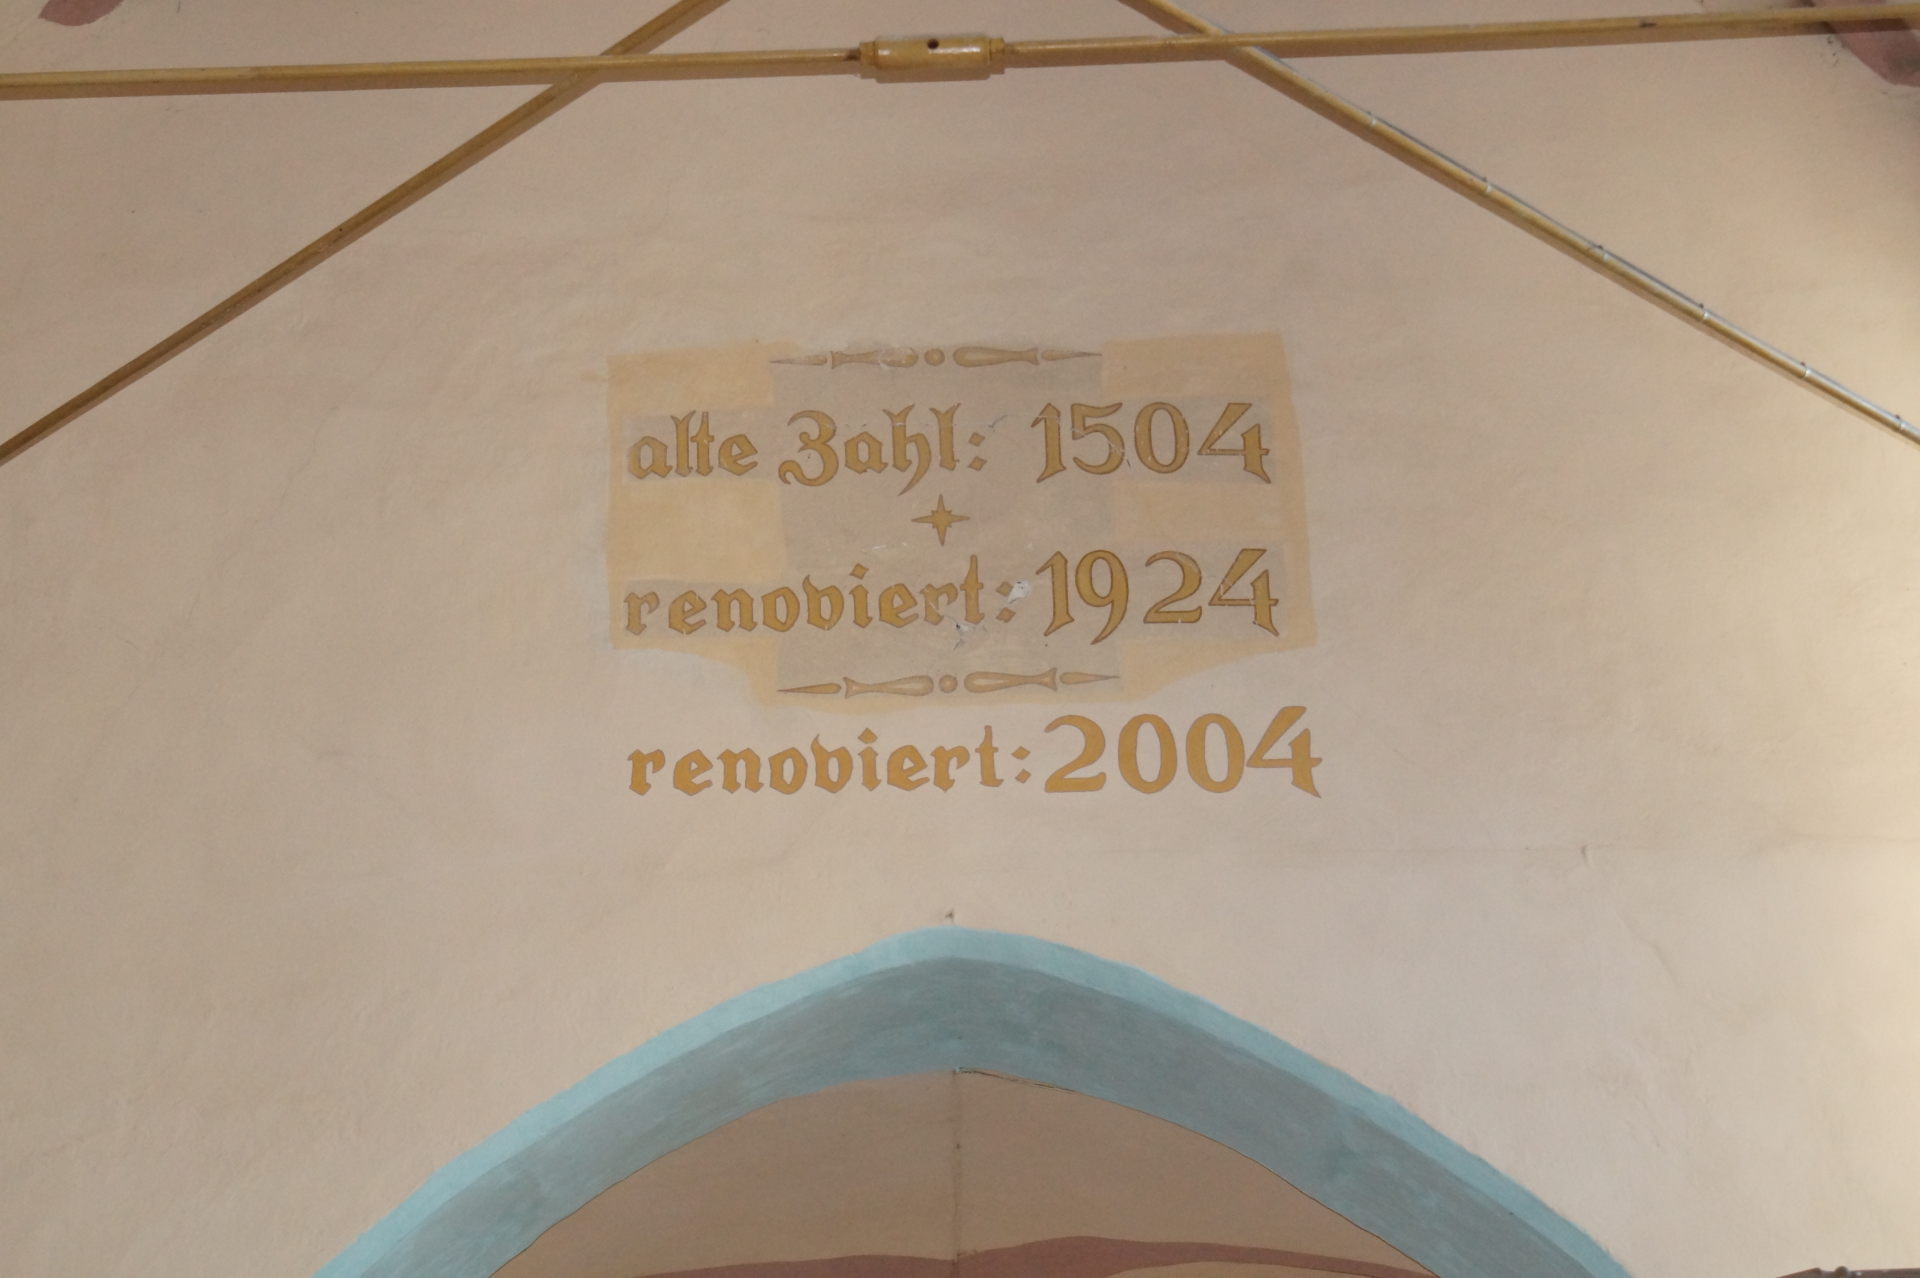 alte Zahl: 1504
renoviert: 1924
renoviert: 2004